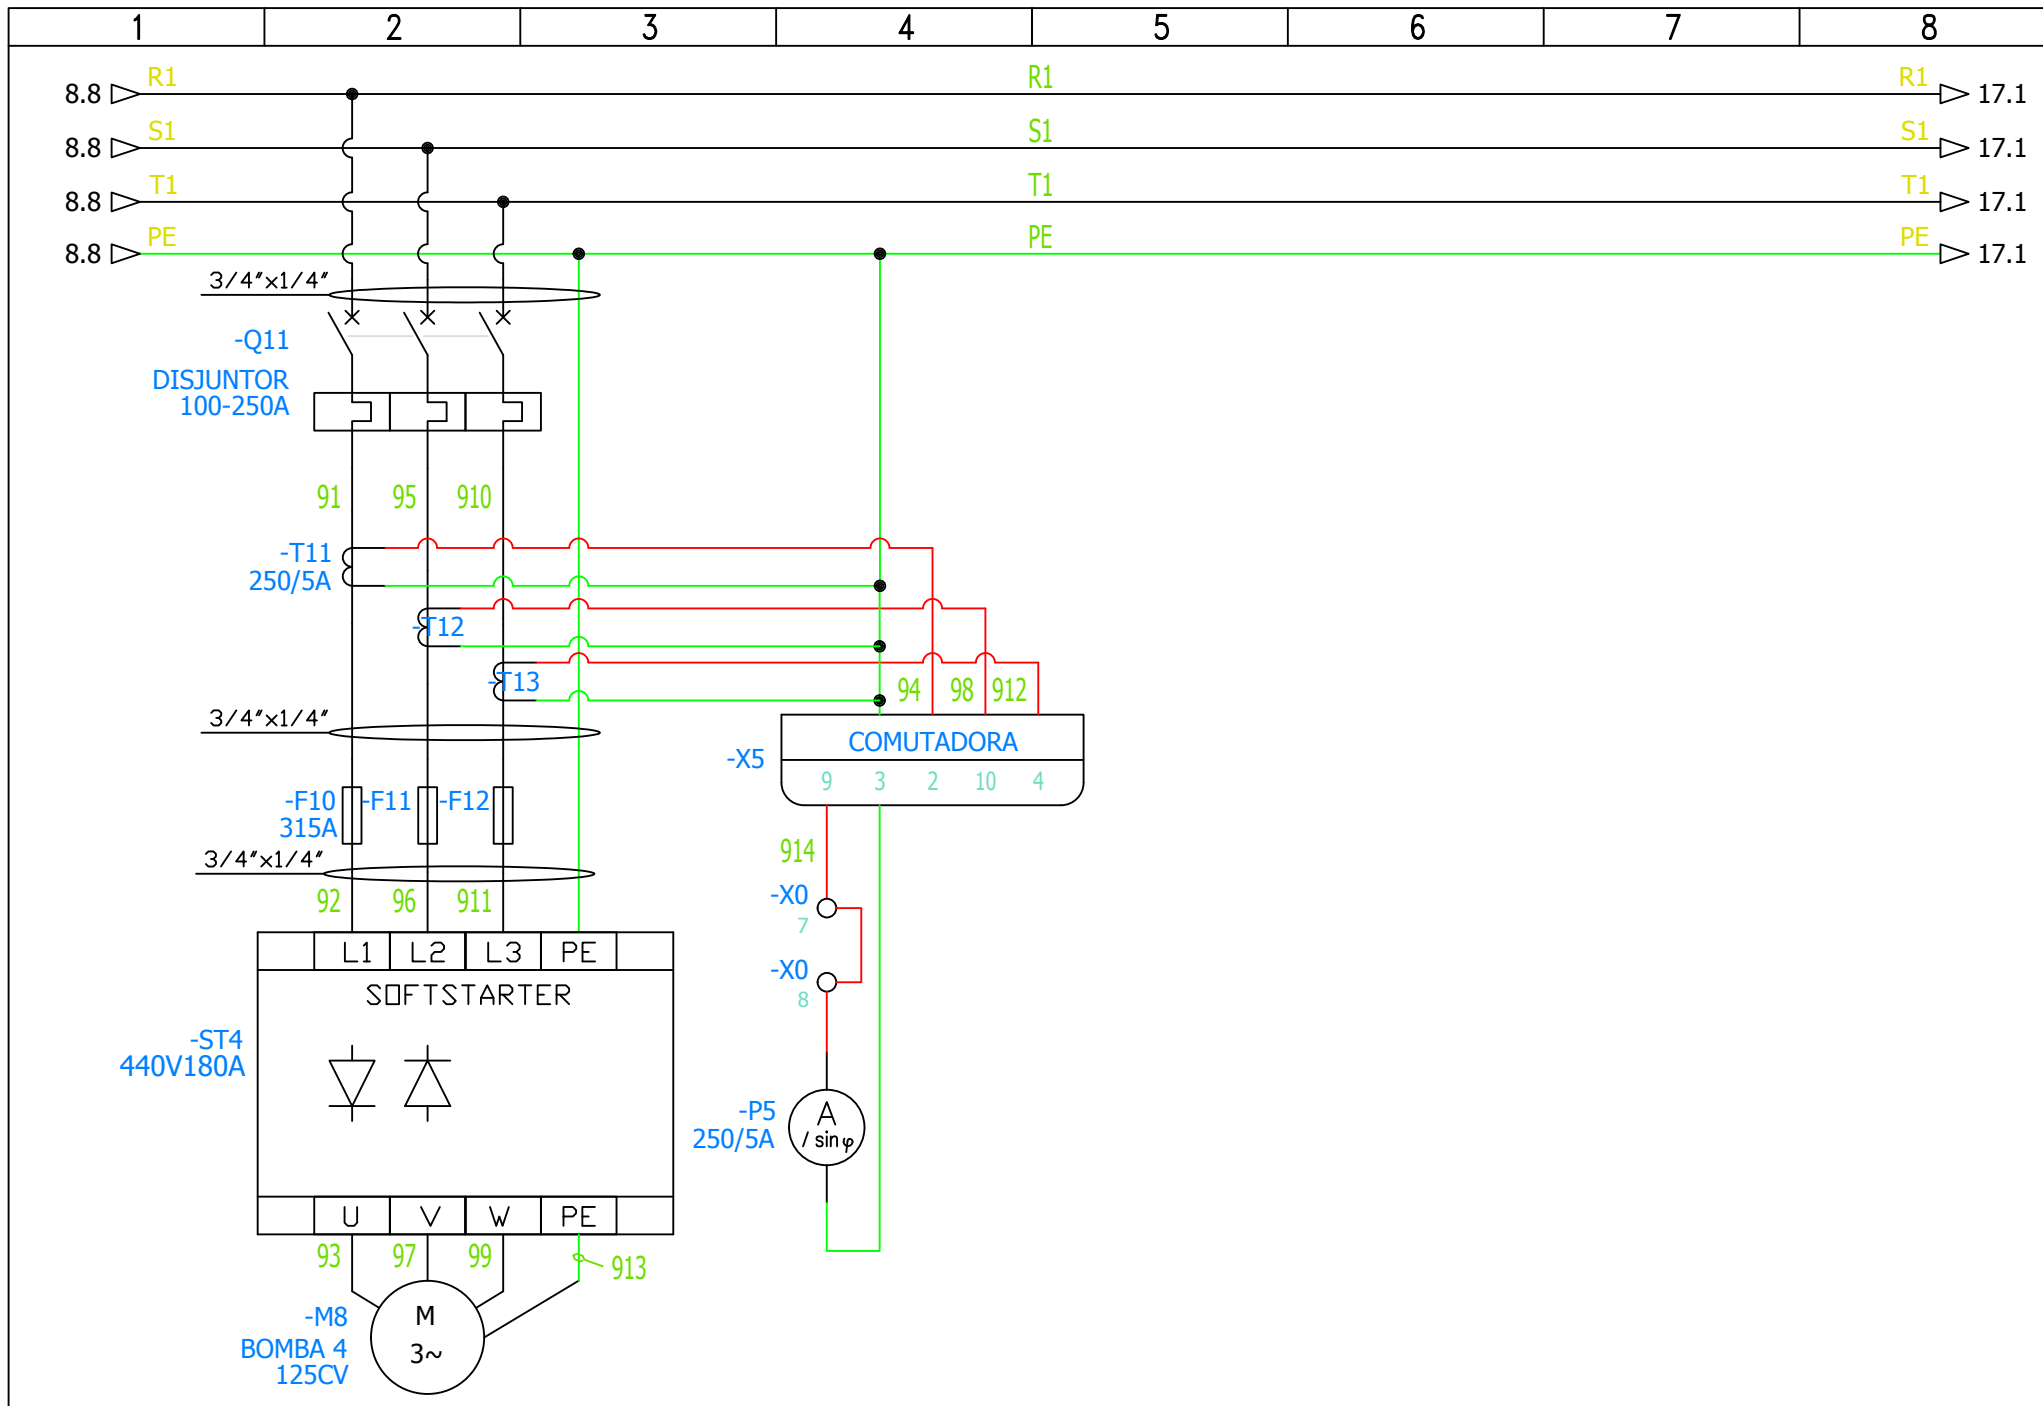 1 2 3 4 5 6 7 8
8.8 R1 R1 R1 17.1
8.8 S1 S1 S1 17.1
8.8 T1 T1 T1 17.1
8.8 PE PE PE 17.1
3/4"x1/4"
-Q11
DISJUNTOR
100-250A
91 95 910
-T11
250/5A
-T12
-T13
94 98 912
3/4"x1/4"
COMUTADORA
-X5
9 3 2 10 4
-F10 -F11 -F12
315A
914
3/4"x1/4"
92 96 911
-X0
7
L1 L2 L3 PE
-X0
8
SOFTSTARTER
-ST4
440V180A
-P5
250/5A
A
/ sin φ
U V W PE
93 97 99 913
-M8
BOMBA 4
125CV
M
3~